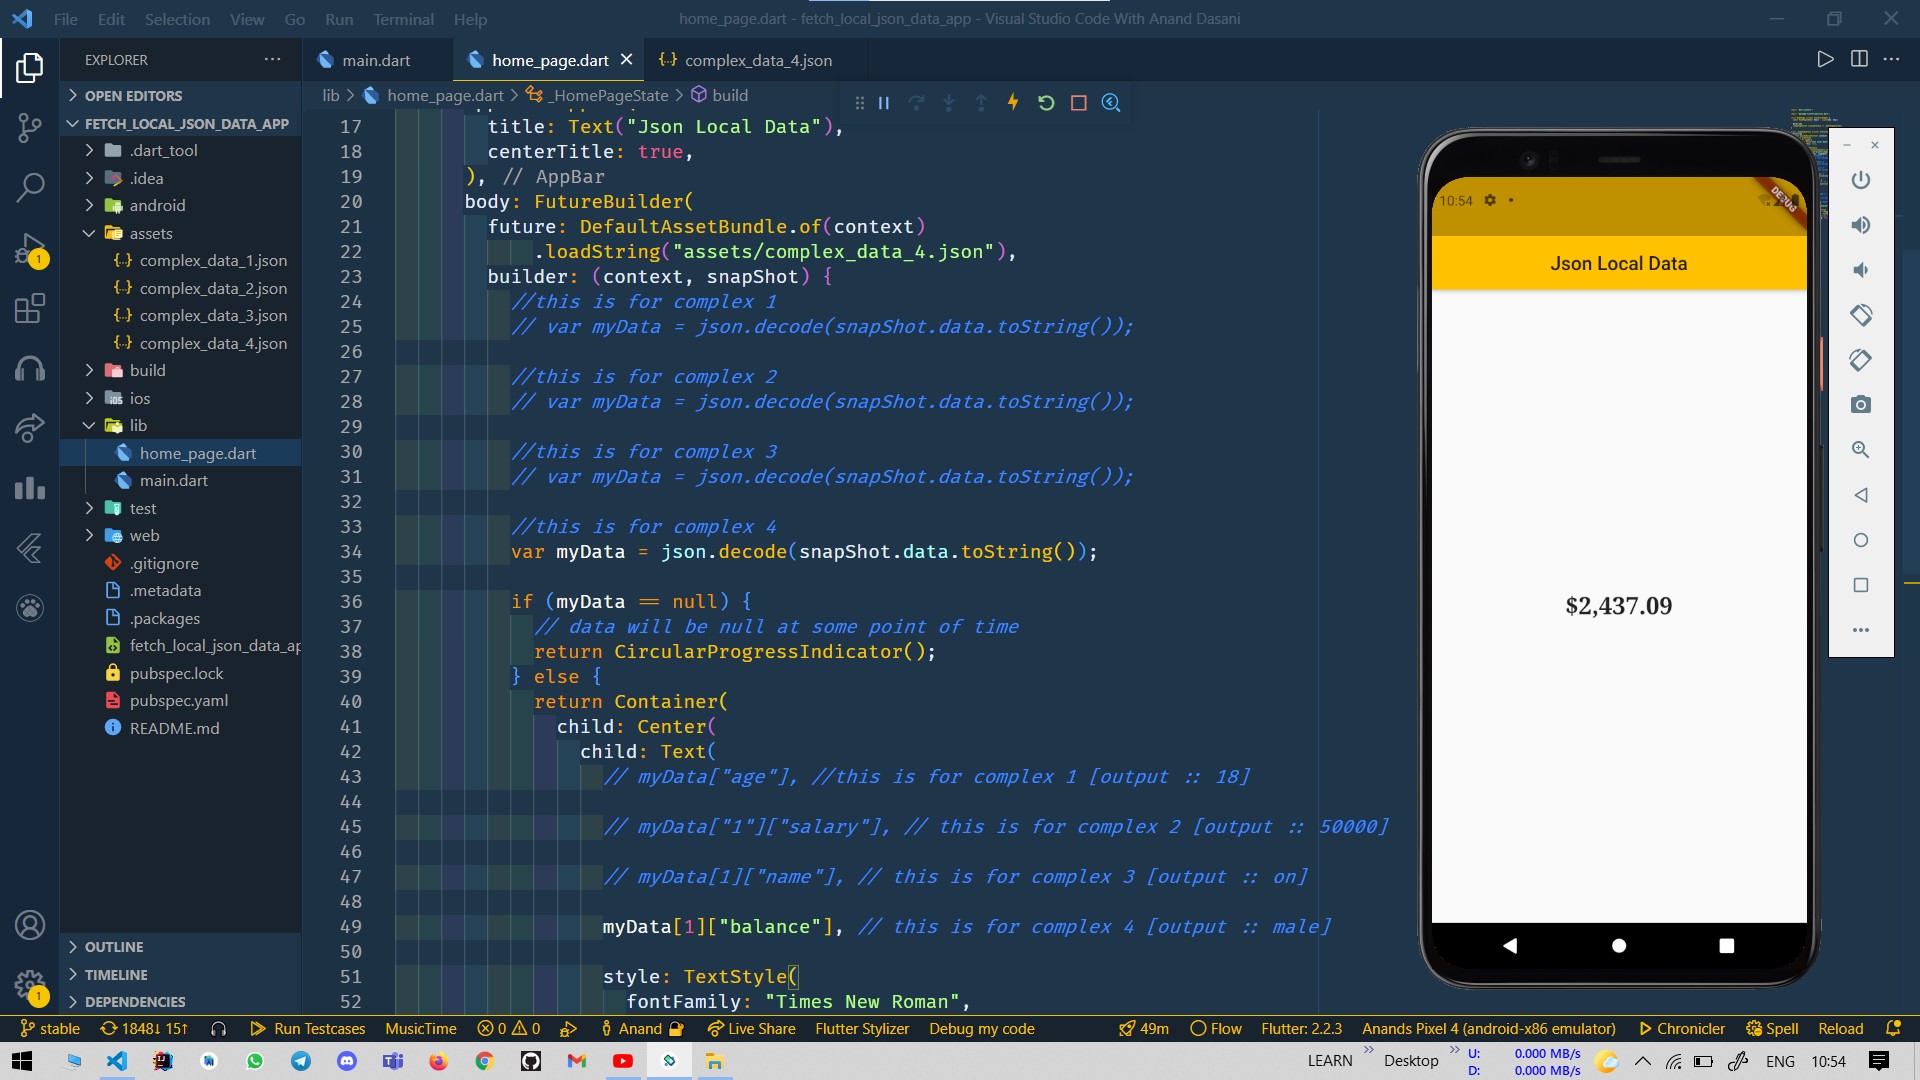 File Edit Selection View Go Run Terminal Help
home_page.dart - fetch_local_json_data_app - Visual Studio Code With Anand Dasani
EXPLORER
main.dart
home_page.dart
complex_data_4.json
OPEN EDITORS
FETCH_LOCAL_JSON_DATA_APP
.dart_tool
.idea
android
assets
complex_data_1.json
complex_data_2.json
complex_data_3.json
complex_data_4.json
build
ios
lib
home_page.dart
main.dart
test
web
.gitignore
.metadata
.packages
fetch_local_json_data_ap
pubspec.lock
pubspec.yaml
README.md
OUTLINE
TIMELINE
DEPENDENCIES
1
1
lib > home_page.dart > _HomePageState > build
17 title: Text("Json Local Data"),
18 centerTitle: true,
19 ), // AppBar
20 body: FutureBuilder(
21 future: DefaultAssetBundle.of(context)
22 .loadString("assets/complex_data_4.json"),
23 builder: (context, snapShot) {
24 //this is for complex 1
25 // var myData = json.decode(snapShot.data.toString());
26
27 //this is for complex 2
28 // var myData = json.decode(snapShot.data.toString());
29
30 //this is for complex 3
31 // var myData = json.decode(snapShot.data.toString());
32
33 //this is for complex 4
34 var myData = json.decode(snapShot.data.toString());
35
36 if (myData == null) {
37 // data will be null at some point of time
38 return CircularProgressIndicator();
39 } else {
40 return Container(
41 child: Center(
42 child: Text(
43 // myData["age"], //this is for complex 1 [output :: 18]
44
45 // myData["1"]["salary"], // this is for complex 2 [output :: 50000]
46
47 // myData[1]["name"], // this is for complex 3 [output :: on]
48
49 myData[1]["balance"], // this is for complex 4 [output :: male]
50
51 style: TextStyle(
52 fontFamily: "Times New Roman",
10:54
DEBUG
Json Local Data
$2,437.09
stable 1848↓ 15↑ Run Testcases MusicTime 0 0 Anand Live Share Flutter Stylizer Debug my code 49m Flow Flutter: 2.2.3 Anands Pixel 4 (android-x86 emulator) Chronicler Spell Reload
LEARN Desktop U: 0.000 MB/s
D: 0.000 MB/s
ENG 10:54